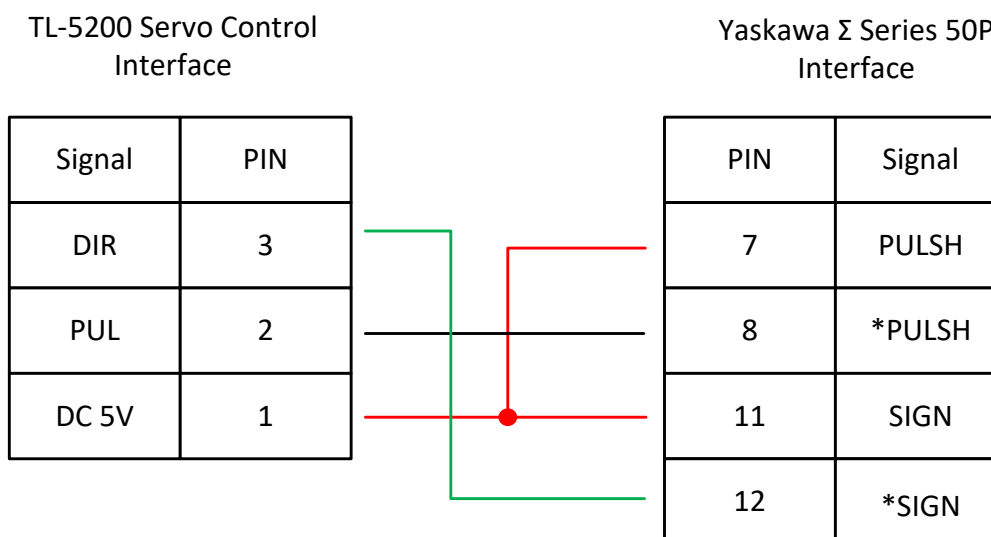 TL-5200 Servo Control
Interface
Yaskawa Σ Series 50P
Interface
Signal PIN
DIR 3
PUL 2
DC 5V 1
PIN Signal
7 PULSH
8 *PULSH
11 SIGN
12 *SIGN